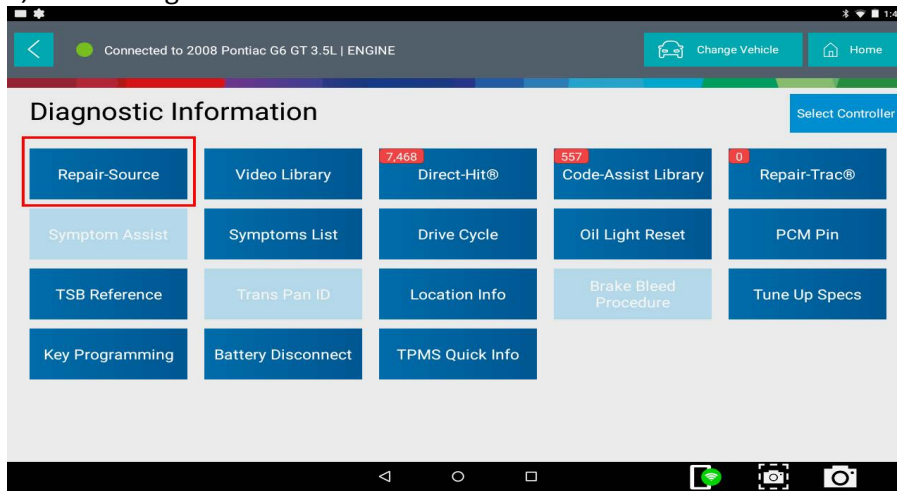 1:4
Connected to 2008 Pontiac G6 GT 3.5L | ENGINE
Change Vehicle
Home
Diagnostic Information
Select Controller
Repair-Source
Video Library
7,468
Direct-Hit®
557
Code-Assist Library
0
Repair-Trac®
Symptom Assist
Symptoms List
Drive Cycle
Oil Light Reset
PCM Pin
TSB Reference
Trans Pan ID
Location Info
Brake Bleed
Procedure
Tune Up Specs
Key Programming
Battery Disconnect
TPMS Quick Info